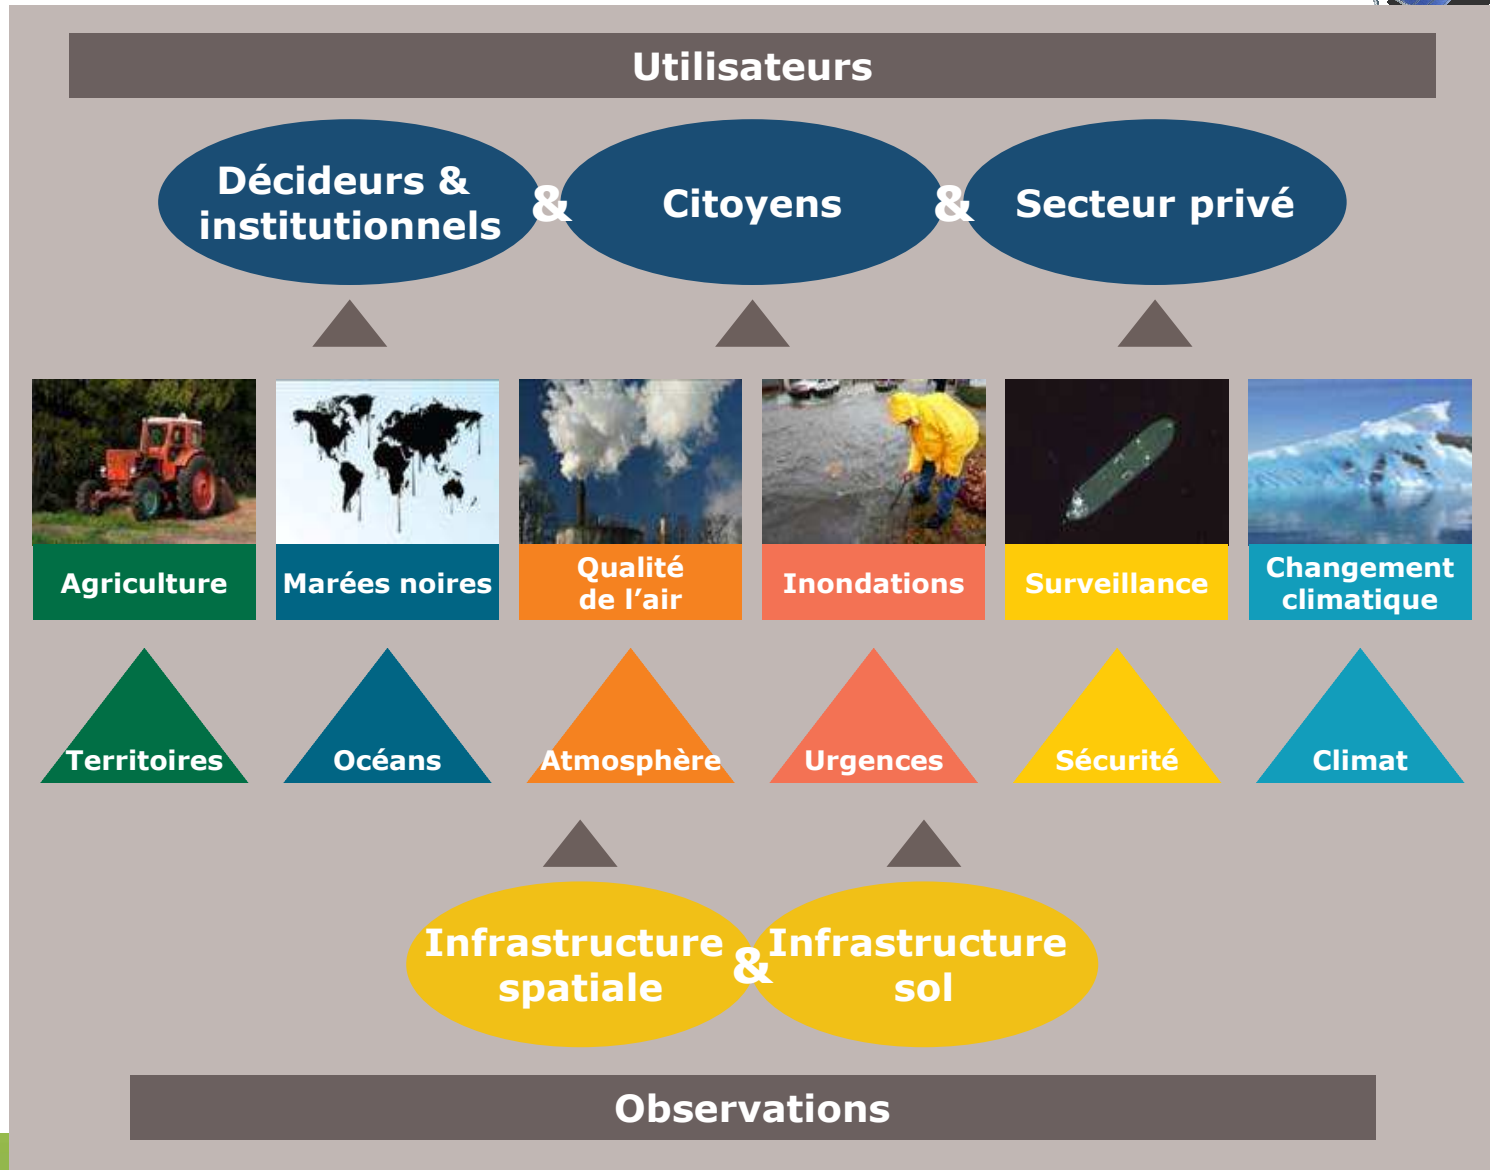 Utilisateurs
Décideurs &
institutionnels
&
Citoyens
&
Secteur privé
Agriculture
Marées noires
Qualité
de l’air
Inondations
Surveillance
Changement
climatique
Territoires
Océans
Atmosphère
Urgences
Sécurité
Climat
Infrastructure
spatiale
&
Infrastructure
sol
Observations